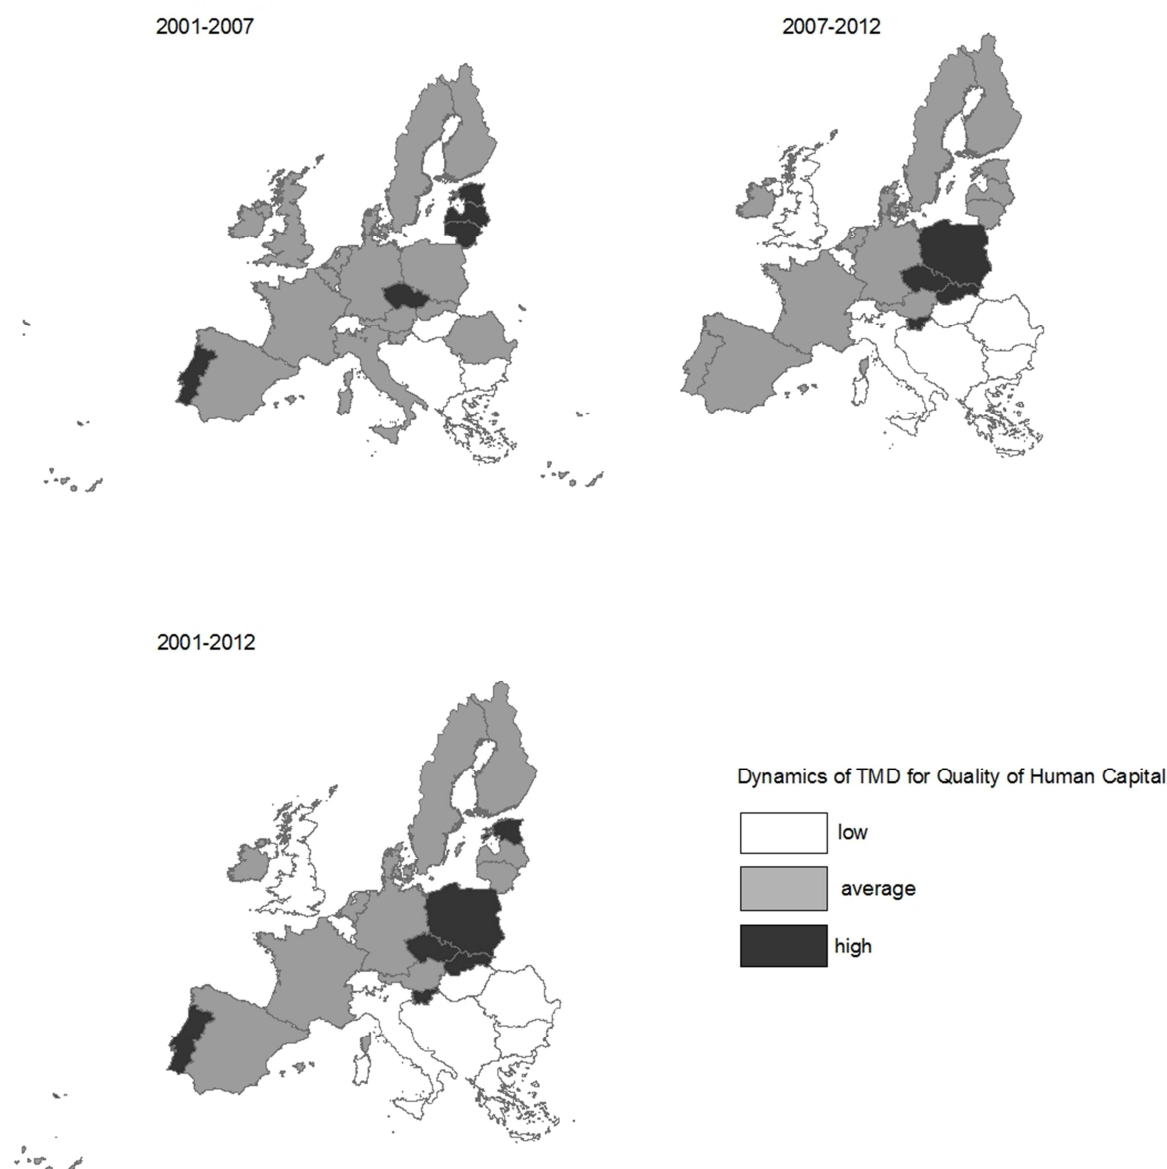 2001-2007
2007-2012
2001-2012
Dynamics of TMD for Quality of Human Capital
low
average
high